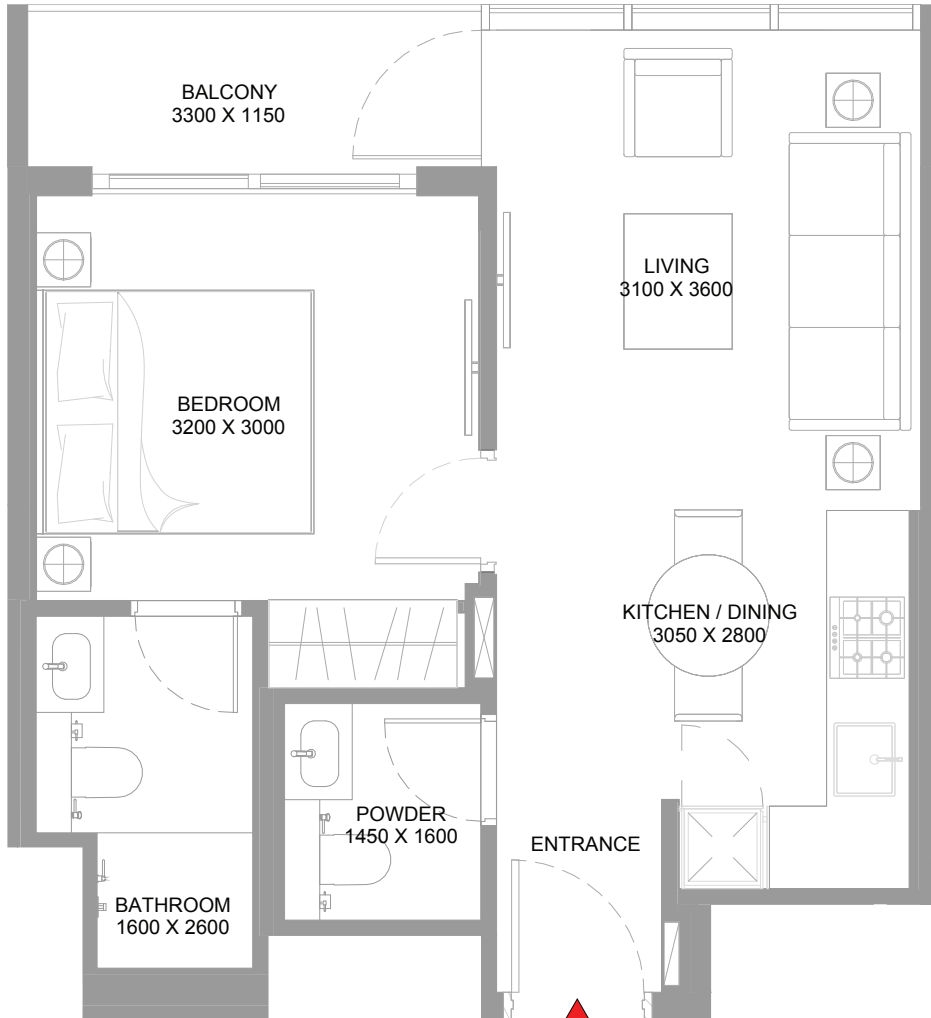 BALCONY
3300 X 1150
LIVING
3100 X 3600
BEDROOM
3200 X 3000
KITCHEN / DINING
3050 X 2800
POWDER
1450 X 1600
ENTRANCE
BATHROOM
1600 X 2600